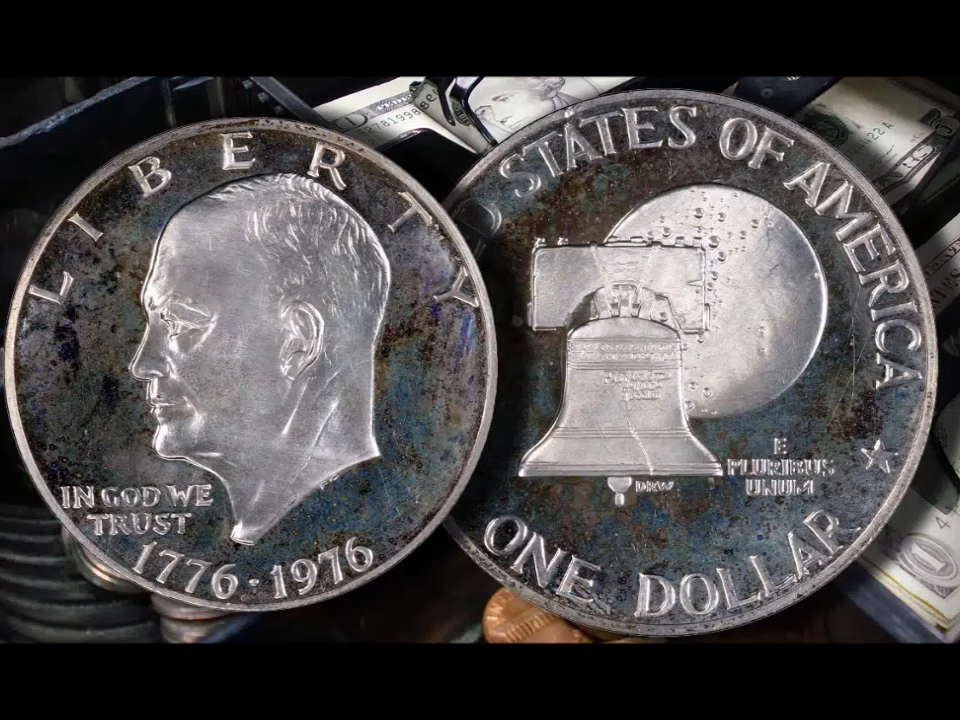 LIBERTY
IN GOD WE
TRUST
1776·1976
STATES OF AMERICA
E
PLURIBUS
UNUM
DRW
ONE DOLLAR